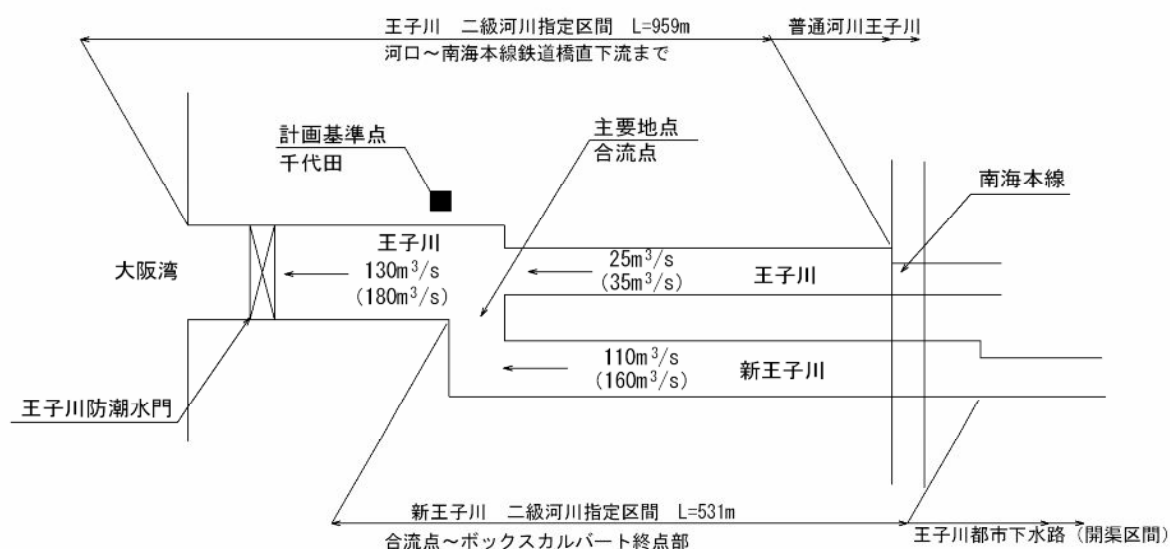 王子川 二級河川指定区間 L=959m
普通河川王子川
河口~南海本線鉄道橋直下流まで
計画基準点
千代田
主要地点
合流点
南海本線
大阪湾
王子川
130m³/s
(180m³/s)
25m³/s
(35m³/s)
王子川
110m³/s
(160m³/s)
新王子川
王子川防潮水門
新王子川 二級河川指定区間 L=531m
合流点~ボックスカルバート終点部
王子川都市下水路(開渠区間)